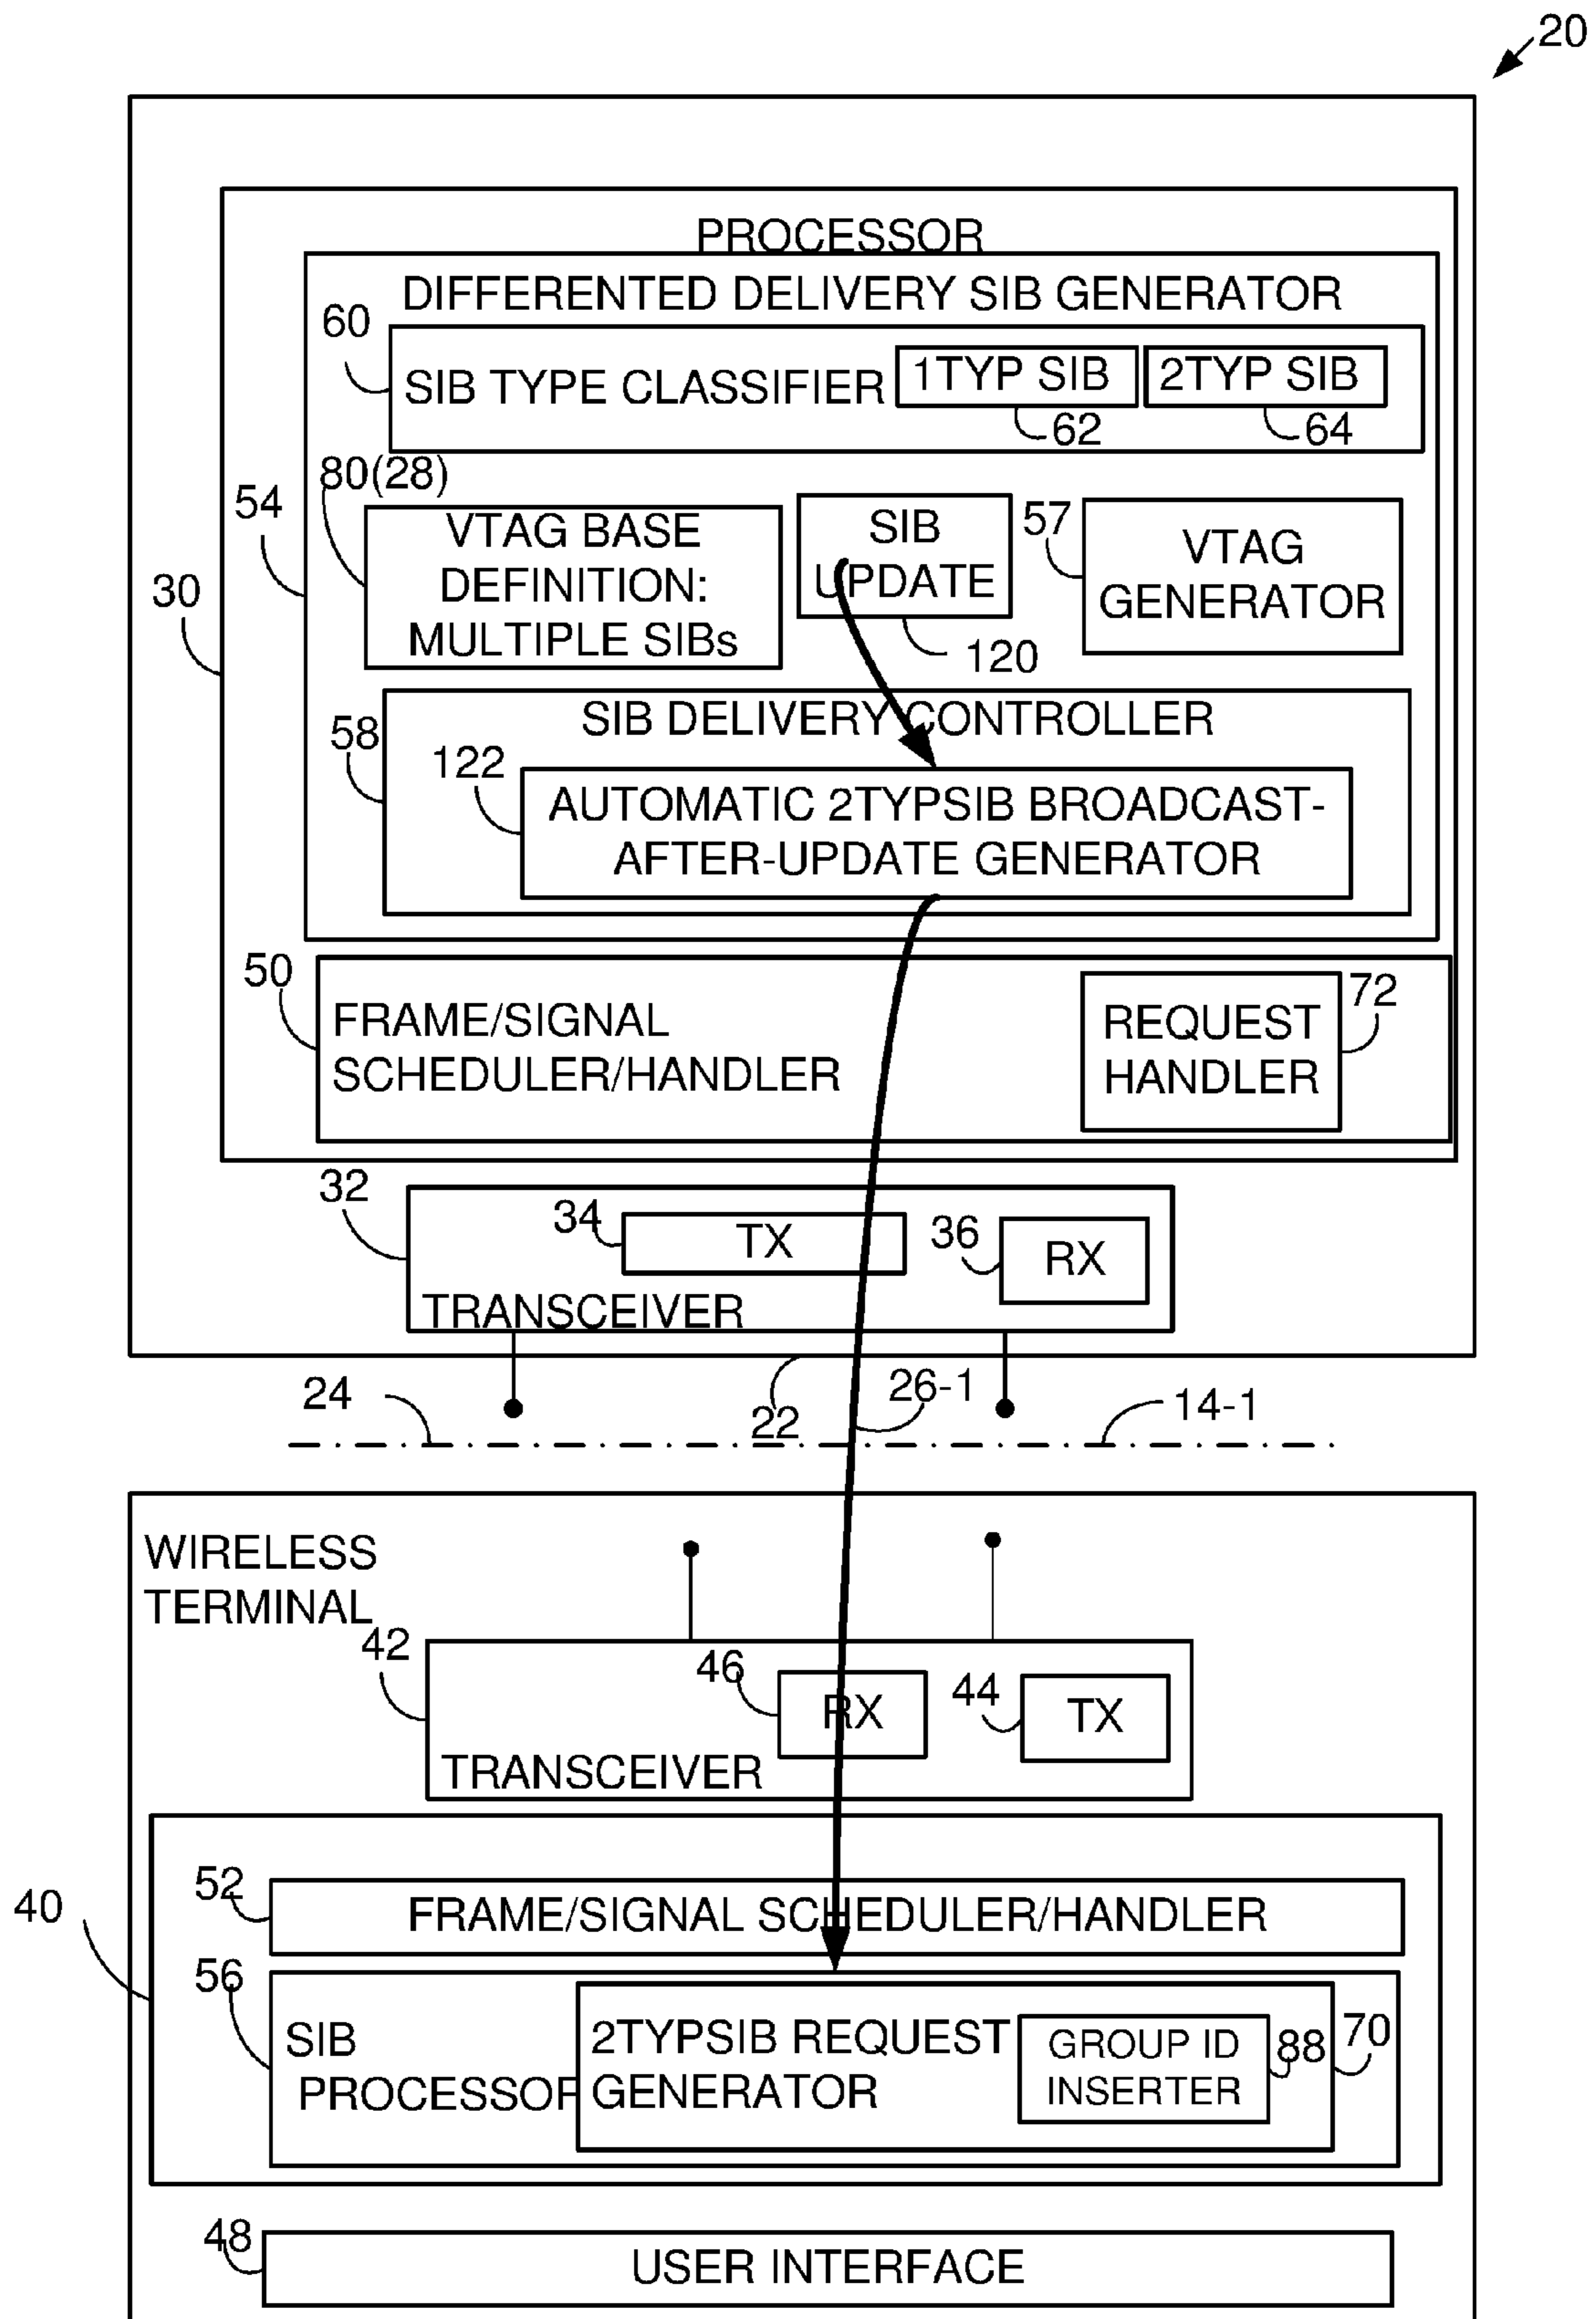 20
PROCESSOR
DIFFERENTED DELIVERY SIB GENERATOR
60
SIB TYPE CLASSIFIER
1TYP SIB
2TYP SIB
62
64
80(28)
54
VTAG BASE
DEFINITION:
MULTIPLE SIBs
SIB
UPDATE
120
57
VTAG
GENERATOR
30
58
SIB DELIVERY CONTROLLER
122
AUTOMATIC 2TYPSIB BROADCAST-
AFTER-UPDATE GENERATOR
50
FRAME/SIGNAL
SCHEDULER/HANDLER
REQUEST
HANDLER
72
32
34
TX
36
RX
TRANSCEIVER
24
22
26-1
14-1
WIRELESS
TERMINAL
42
46
RX
44
TX
TRANSCEIVER
40
52
FRAME/SIGNAL SCHEDULER/HANDLER
56
SIB
PROCESSOR
2TYPSIB REQUEST
GENERATOR
GROUP ID
INSERTER
88
70
48
USER INTERFACE